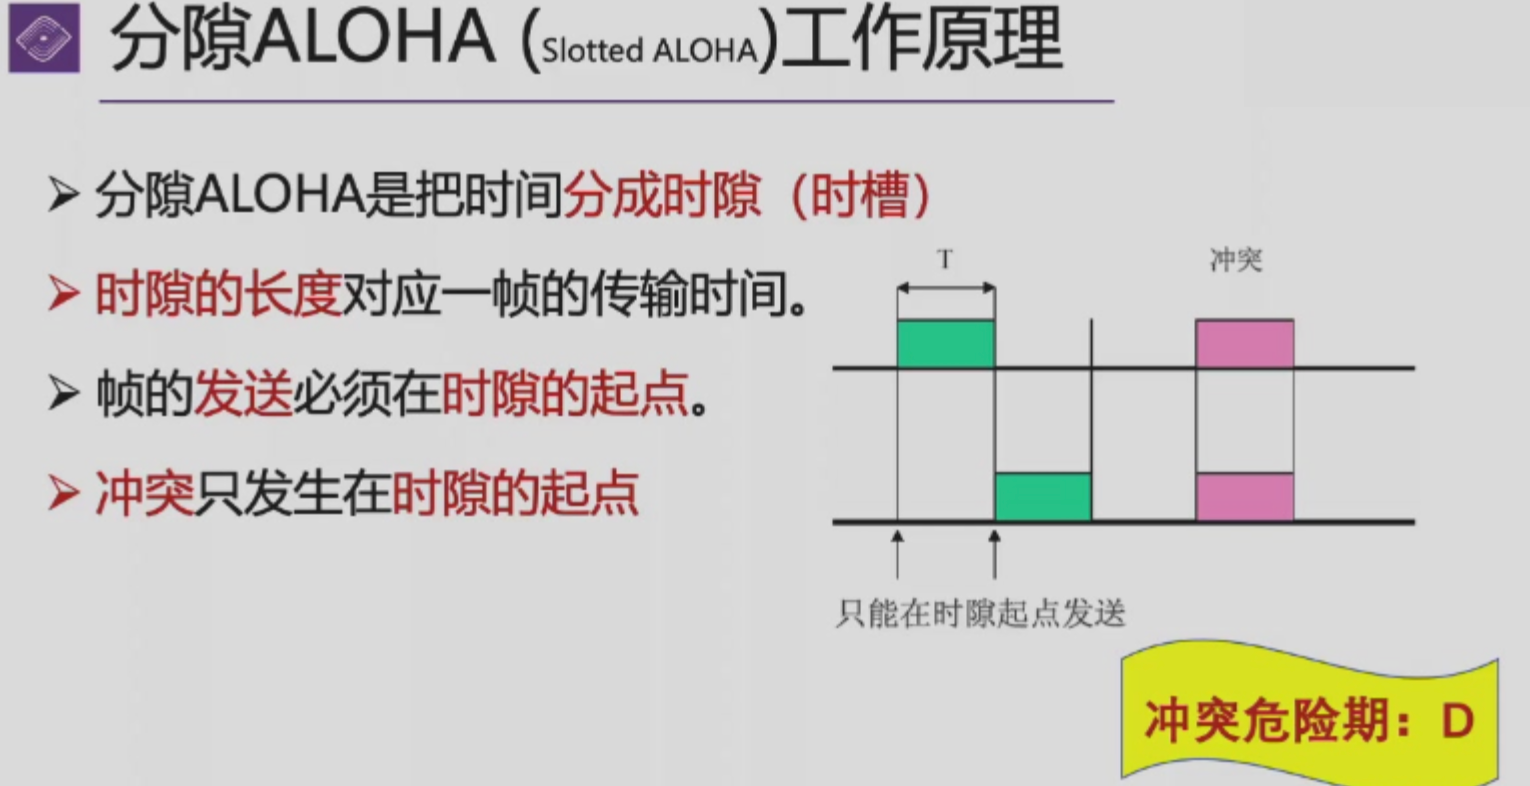 分隙ALOHA (Slotted ALOHA)工作原理
分隙ALOHA是把时间分成时隙（时槽）
时隙的长度对应一帧的传输时间。
帧的发送必须在时隙的起点。
冲突只发生在时隙的起点
T
冲突
只能在时隙起点发送
冲突危险期：D